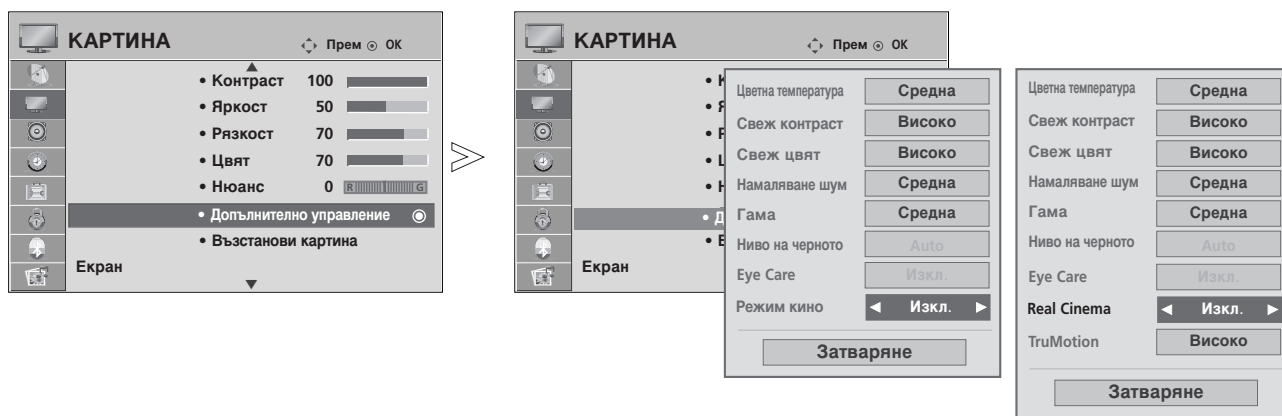 КАРТИНА
Прем ОК
• Контраст 100
• Яркост 50
• Рязкост 70
• Цвят 70
• Нюанс 0 R G
• Допълнително управление
• Възстанови картина
Екран
КАРТИНА
Прем ОК
Екран
Цветна температура Средна
Свеж контраст Високо
Свеж цвят Високо
Намаляване шум Средна
Гама Средна
Ниво на черното Auto
Eye Care Изкл.
Режим кино Изкл.
Затваряне
Цветна температура Средна
Свеж контраст Високо
Свеж цвят Високо
Намаляване шум Средна
Гама Средна
Ниво на черното Auto
Eye Care Изкл.
Real Cinema Изкл.
TruMotion Високо
Затваряне